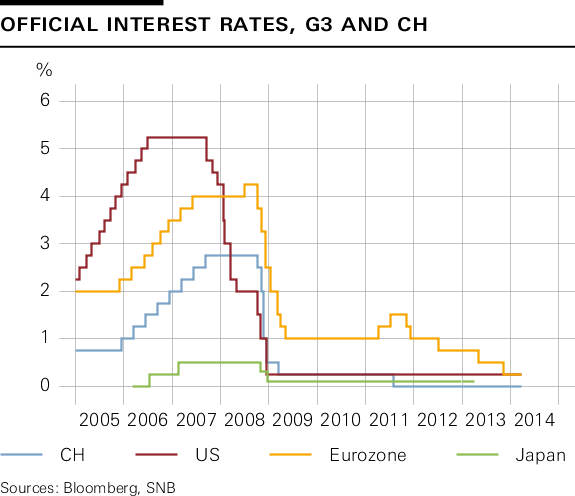 OFFICIAL INTEREST RATES, G3 AND CH
%
6
5
4
3
2
1
0
2005 2006 2007 2008 2009 2010 2011 2012 2013 2014
CH US Eurozone Japan
Sources: Bloomberg, SNB